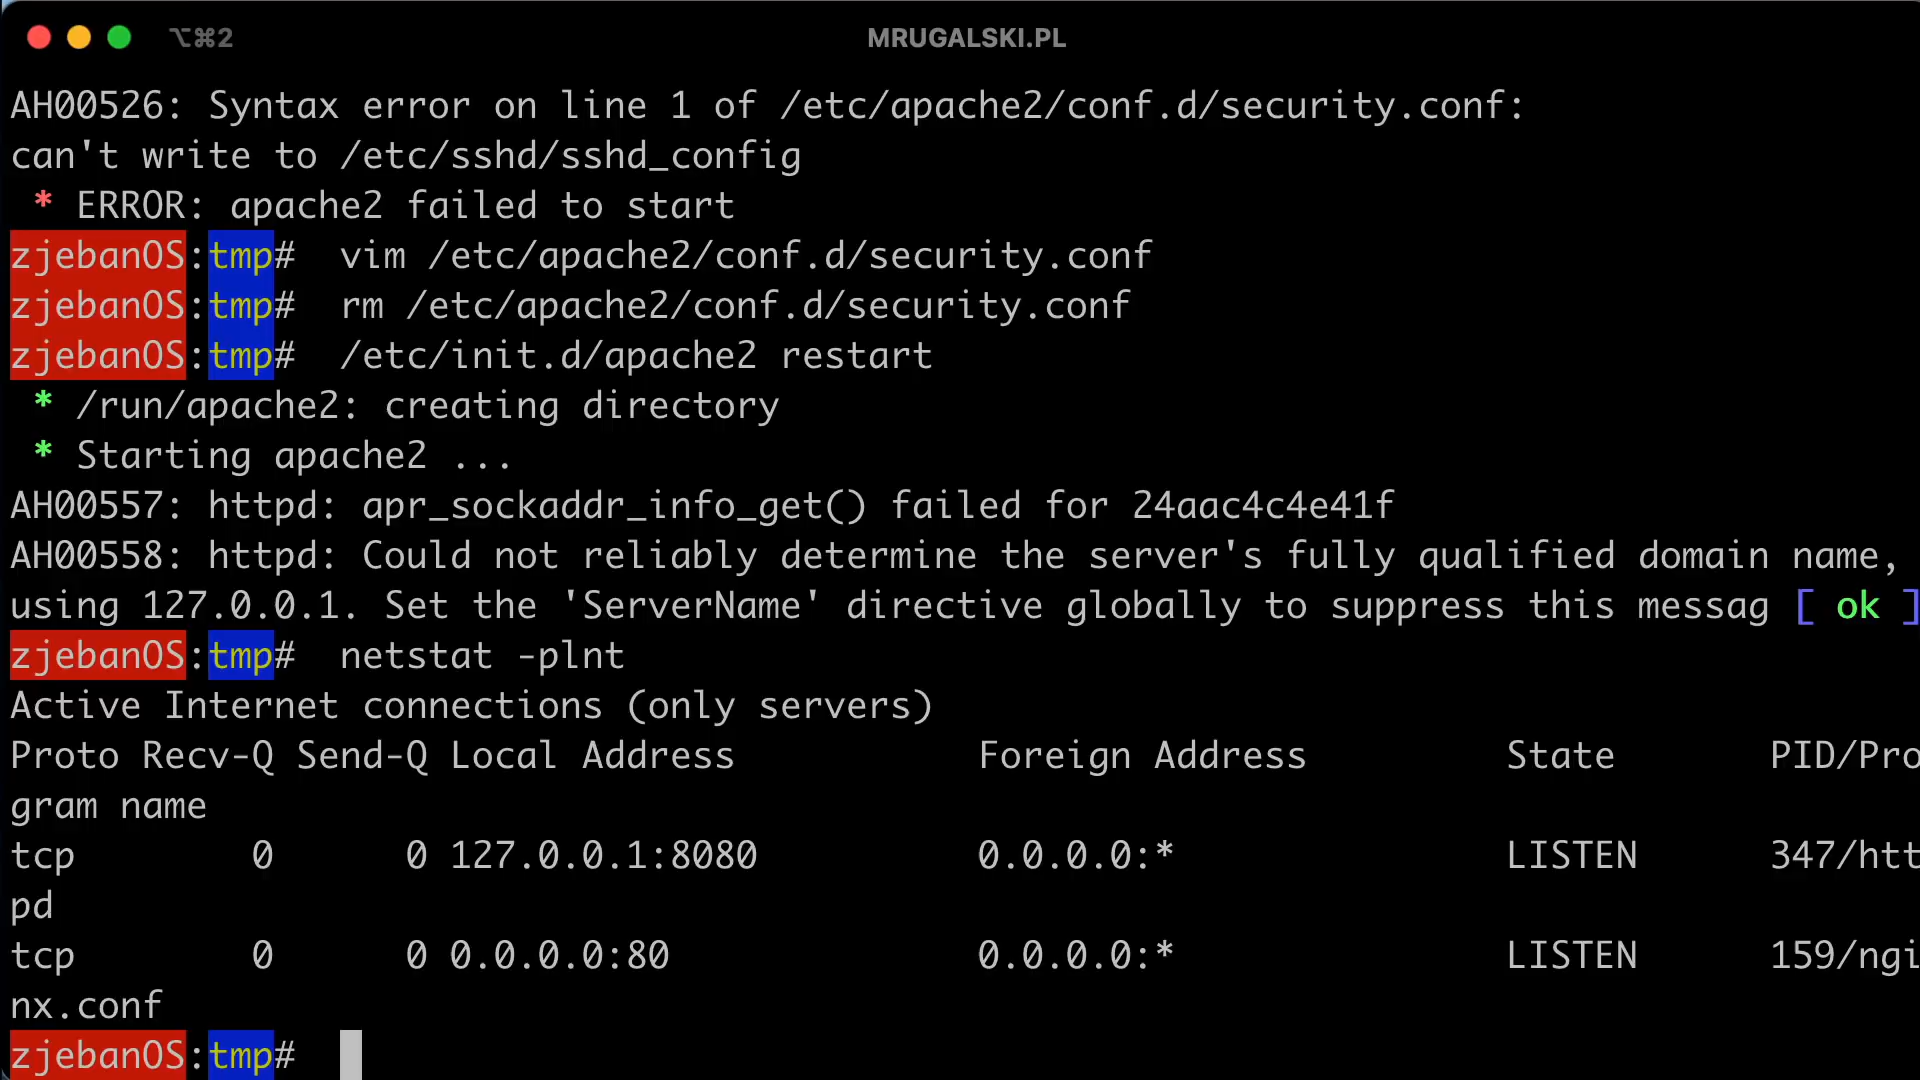 ⌥⌘2
MRUGALSKI.PL
AH00526: Syntax error on line 1 of /etc/apache2/conf.d/security.conf:
can't write to /etc/sshd/sshd_config
 * ERROR: apache2 failed to start
zjebanOS:tmp#  vim /etc/apache2/conf.d/security.conf
zjebanOS:tmp#  rm /etc/apache2/conf.d/security.conf
zjebanOS:tmp#  /etc/init.d/apache2 restart
 * /run/apache2: creating directory
 * Starting apache2 ...
AH00557: httpd: apr_sockaddr_info_get() failed for 24aac4c4e41f
AH00558: httpd: Could not reliably determine the server's fully qualified domain name,
using 127.0.0.1. Set the 'ServerName' directive globally to suppress this messag [ ok ]
zjebanOS:tmp#  netstat -plnt
Active Internet connections (only servers)
Proto Recv-Q Send-Q Local Address           Foreign Address         State       PID/Pro
gram name
tcp        0      0 127.0.0.1:8080          0.0.0.0:*               LISTEN      347/htt
pd
tcp        0      0 0.0.0.0:80              0.0.0.0:*               LISTEN      159/ngi
nx.conf
zjebanOS:tmp#